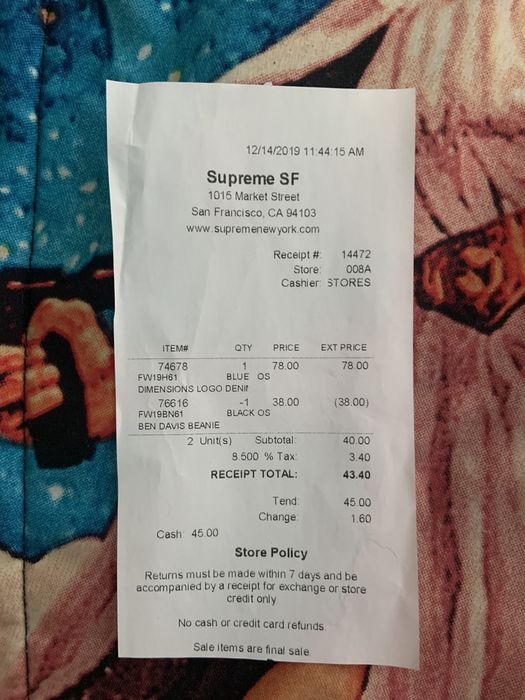 12/14/2019 11:44:15 AM
Supreme SF
1015 Market Street
San Francisco, CA 94103
www.supremenewyork.com
Receipt #: 14472
Store: 008A
Cashier: STORES
ITEM# QTY PRICE EXT PRICE
74678 1 78.00 78.00
FW19H61 BLUE OS
DIMENSIONS LOGO DENIM
76616 -1 38.00 (38.00)
FW19BN61 BLACK OS
BEN DAVIS BEANIE
2 Unit(s) Subtotal: 40.00
8.500 % Tax: 3.40
RECEIPT TOTAL: 43.40
Tend: 45.00
Change: 1.60
Cash: 45.00
Store Policy
Returns must be made within 7 days and be
accompanied by a receipt for exchange or store
credit only
No cash or credit card refunds
Sale items are final sale